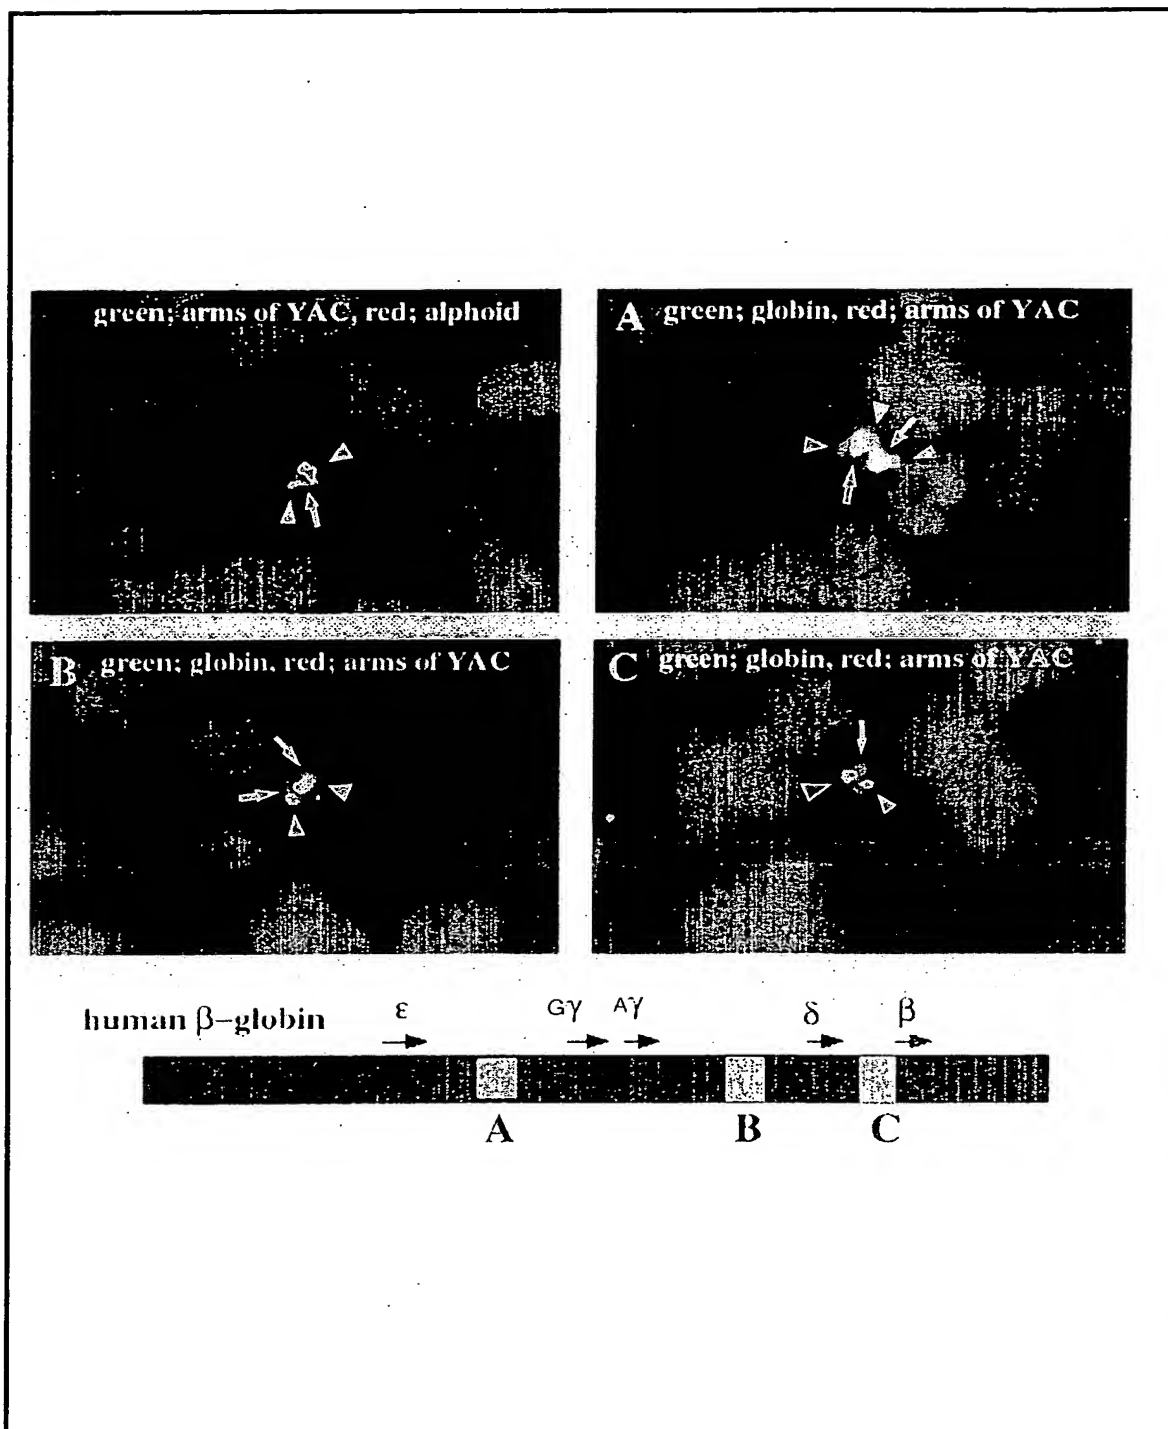 green; arms of YAC, red; alphoid
A green; globin, red; arms of YAC
B green; globin, red; arms of YAC
C green; globin, red; arms of YAC
human β-globin ε Gγ Aγ δ β
A B C